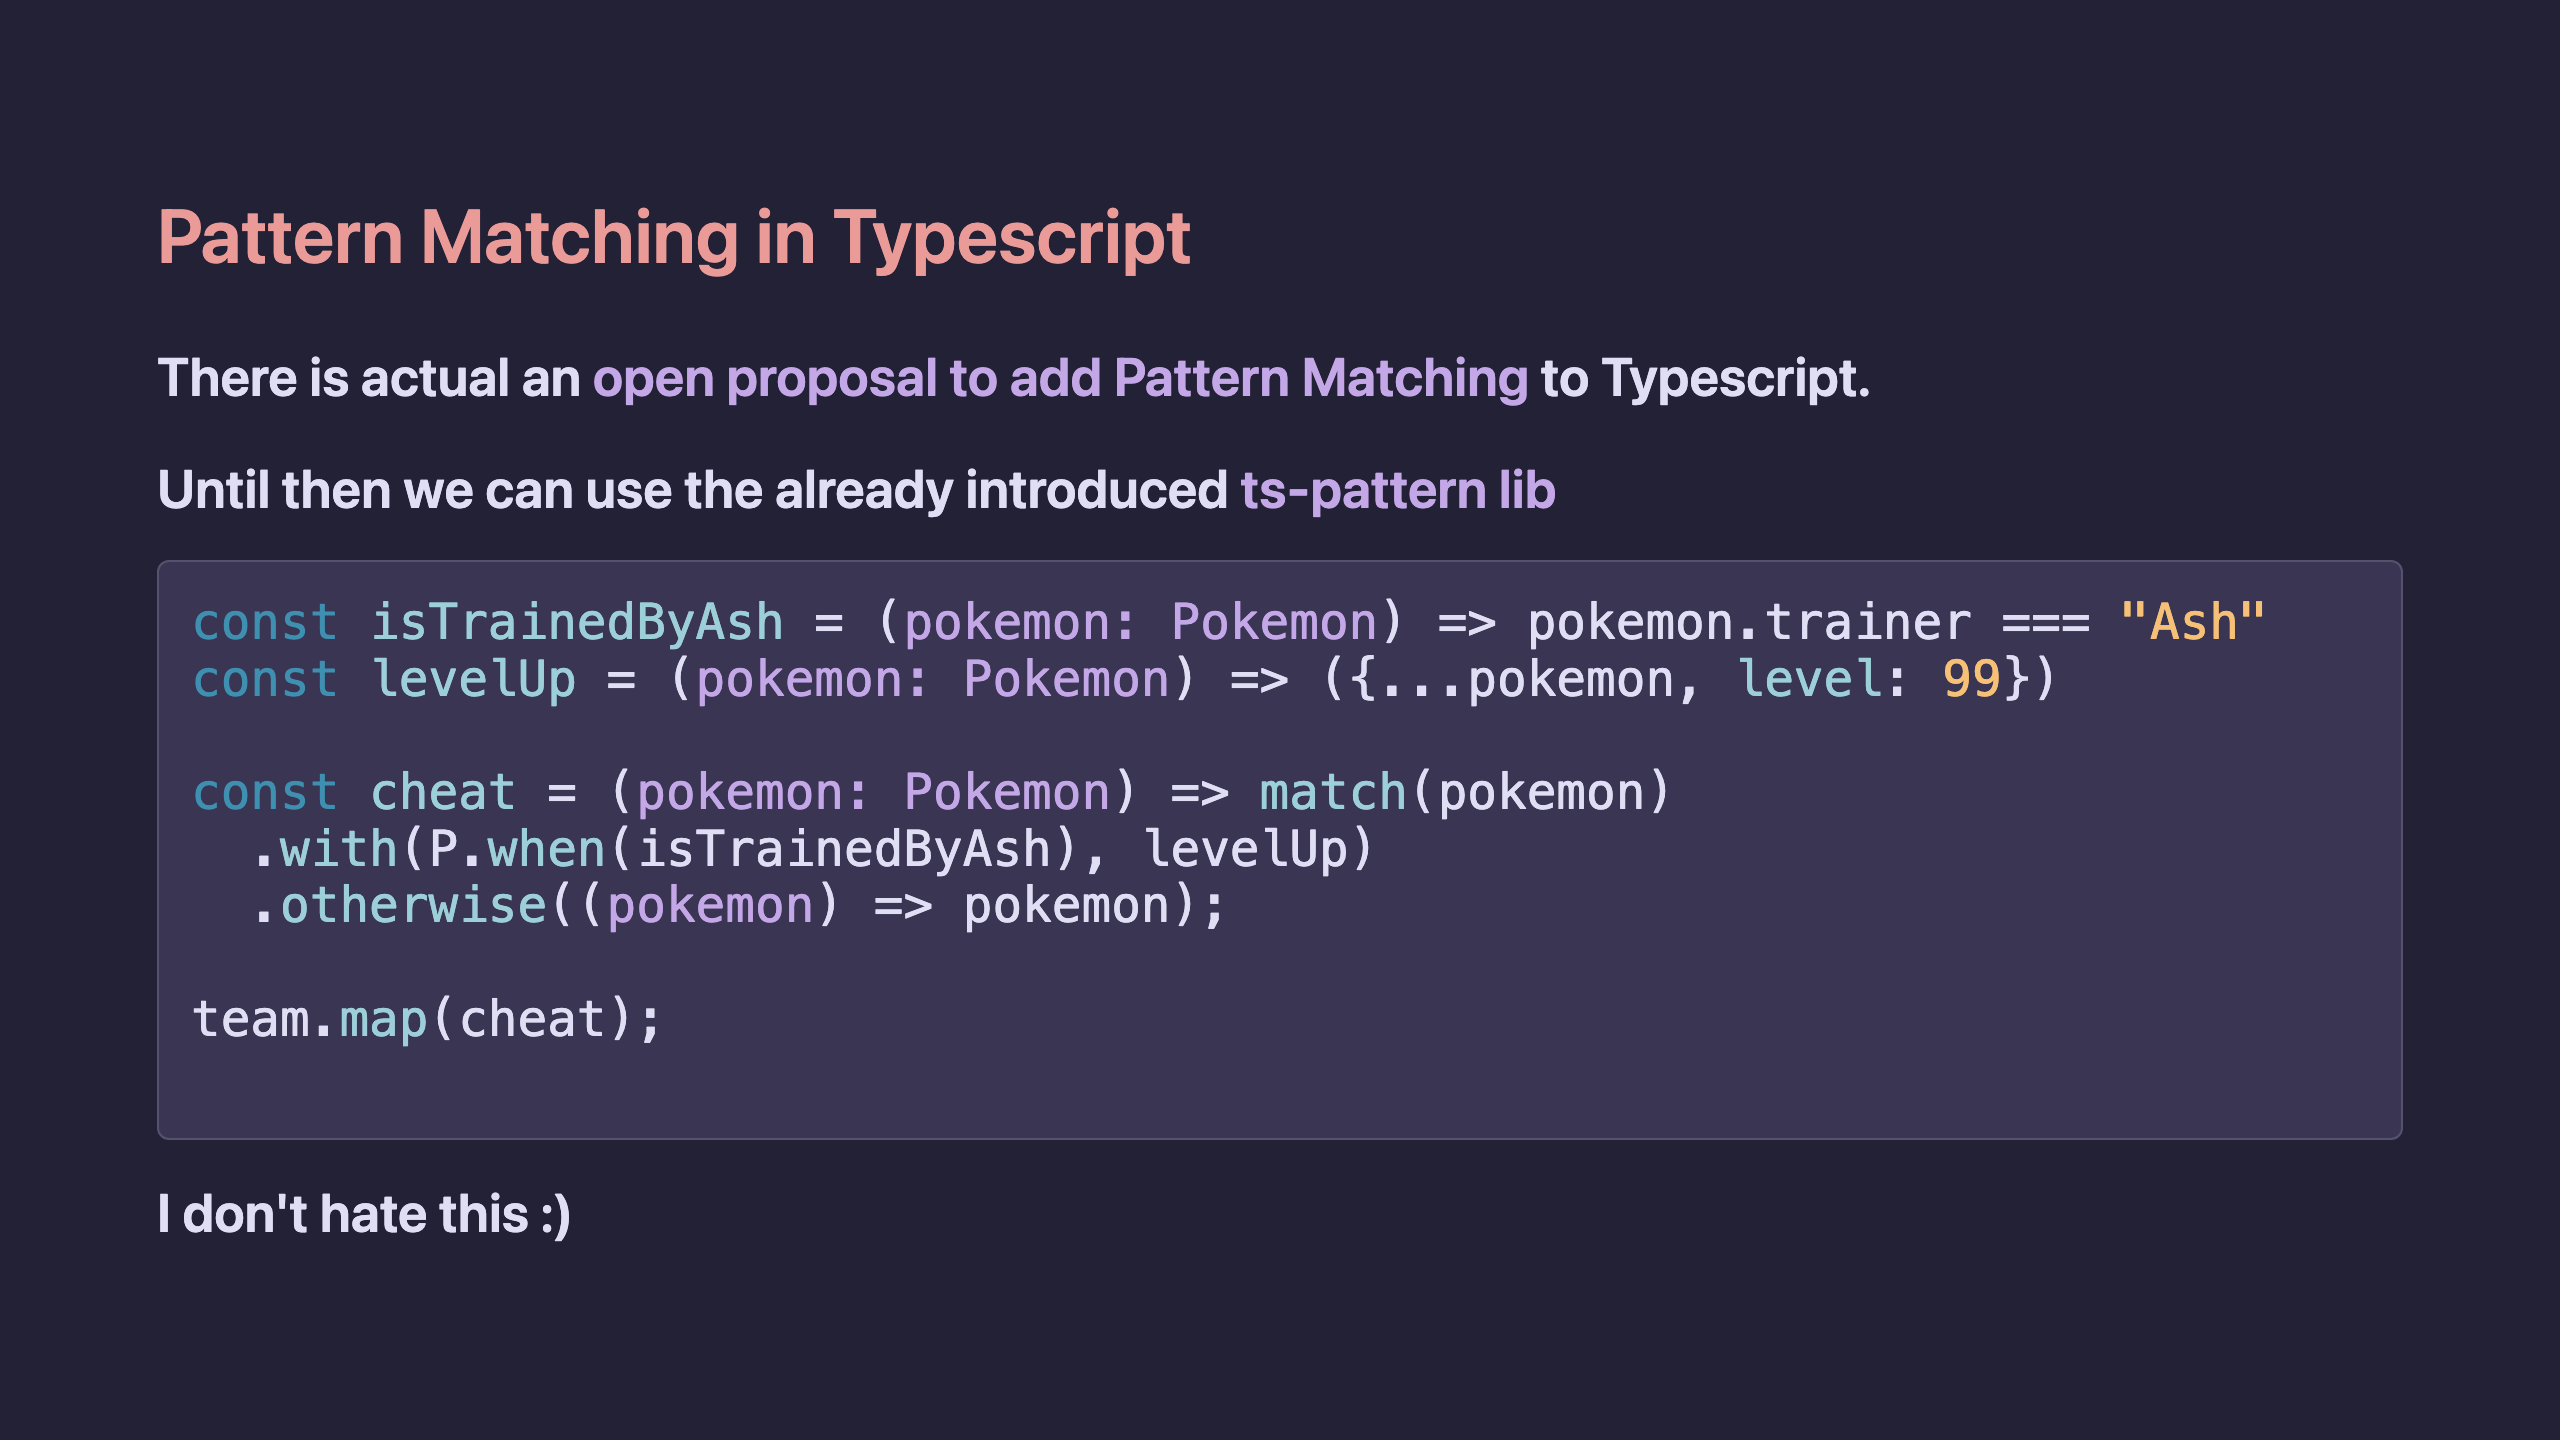 Pattern Matching in Typescript
There is actual an open proposal to add Pattern Matching to Typescript.
Until then we can use the already introduced ts-pattern lib
const isTrainedByAsh = (pokemon: Pokemon) => pokemon.trainer === "Ash"
const levelUp = (pokemon: Pokemon) => ({...pokemon, level: 99})
const cheat = (pokemon: Pokemon) => match(pokemon)
  .with(P.when(isTrainedByAsh), levelUp)
  .otherwise((pokemon) => pokemon);
team.map(cheat);
I don't hate this :)